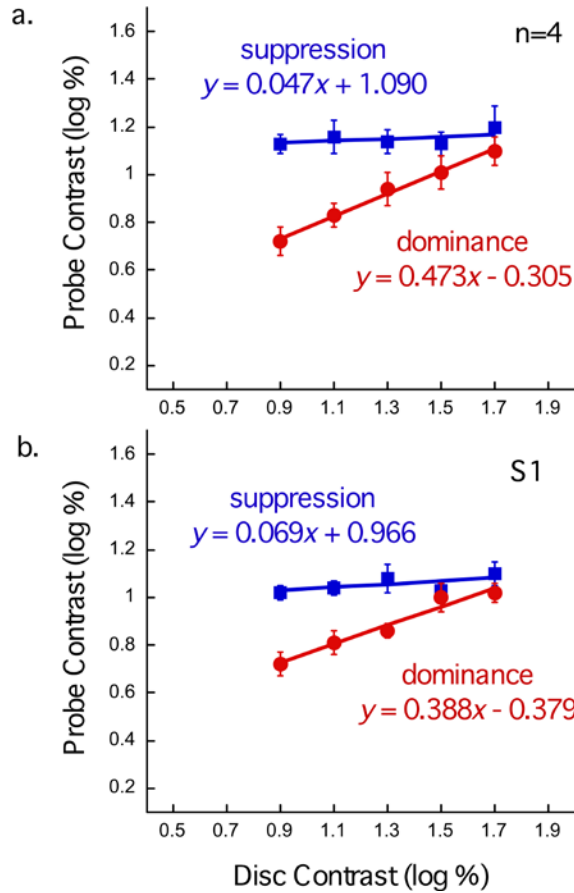 a.
n=4
suppression
y = 0.047x + 1.090
dominance
y = 0.473x - 0.305
Probe Contrast (log %)
1.6
1.4
1.2
1
0.8
0.6
0.4
0.2
0.5 0.7 0.9 1.1 1.3 1.5 1.7 1.9
b.
S1
suppression
y = 0.069x + 0.966
dominance
y = 0.388x - 0.379
Probe Contrast (log %)
1.6
1.4
1.2
1
0.8
0.6
0.4
0.2
0.5 0.7 0.9 1.1 1.3 1.5 1.7 1.9
Disc Contrast (log %)